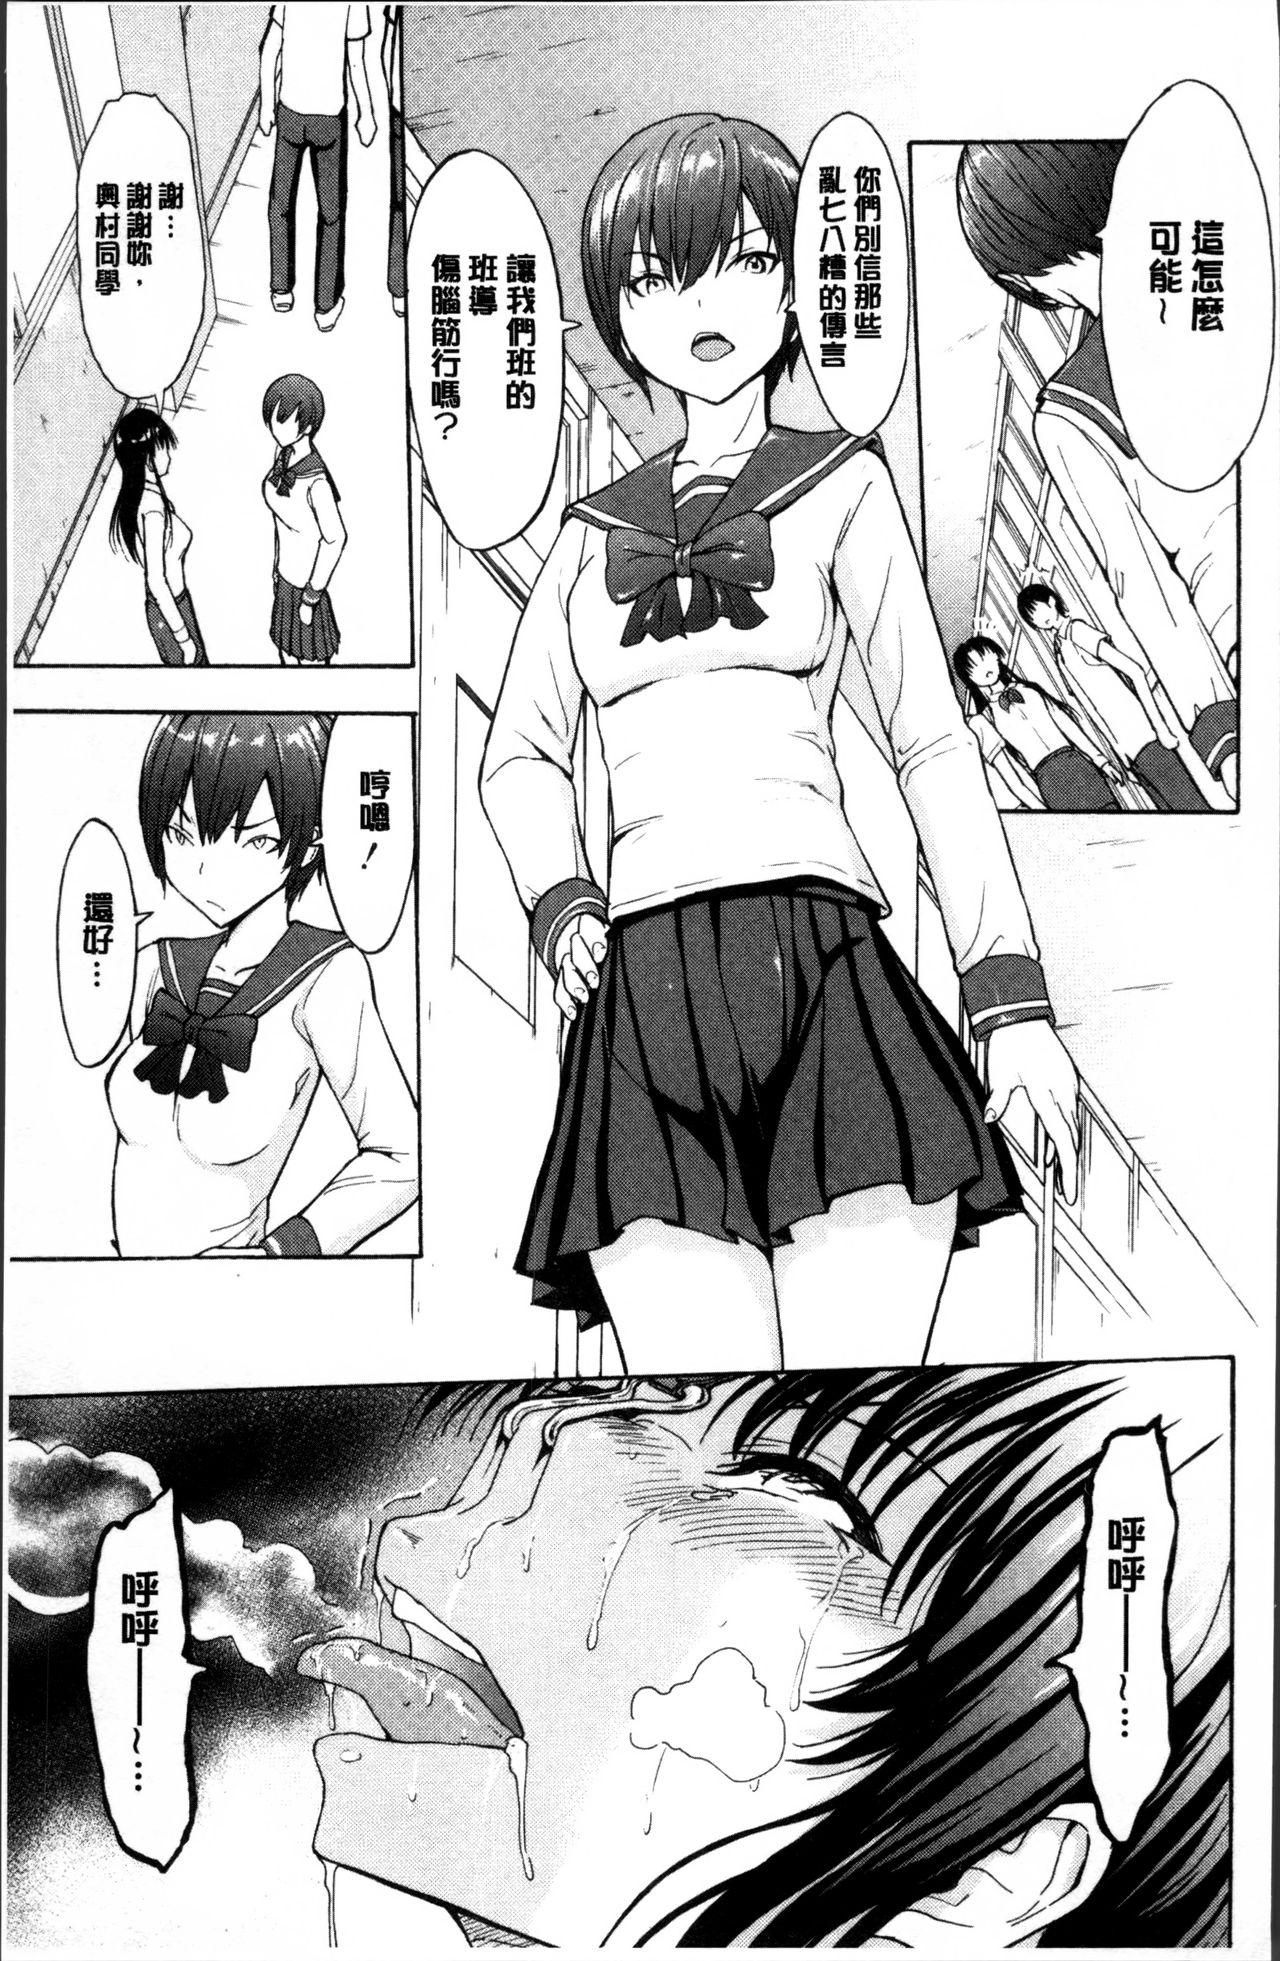 這怎麼
可能~
你們別信那些
亂七八糟的傳言
讓我們班的
班導
傷腦筋行嗎?
謝…
謝謝妳,
奧村同學
哼嗯!
還好…
呼呼——~…
呼呼——~…